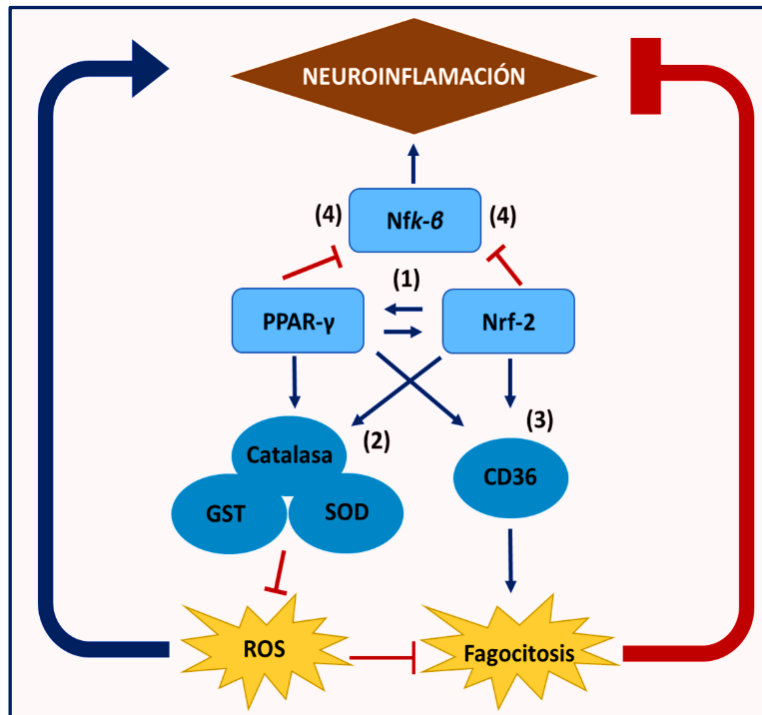 NEUROINFLAMACIÓN
(4)
Nfk-β
(4)
(1)
PPAR-γ
Nrf-2
(2)
(3)
Catalasa
GST
SOD
CD36
ROS
Fagocitosis